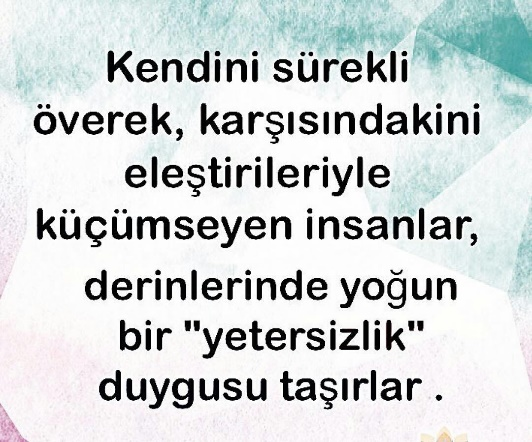 Kendini sürekli
överek, karşısındakini
eleştirileriyle
küçümseyen insanlar,
derinlerinde yoğun
bir "yetersizlik"
duygusu taşırlar .